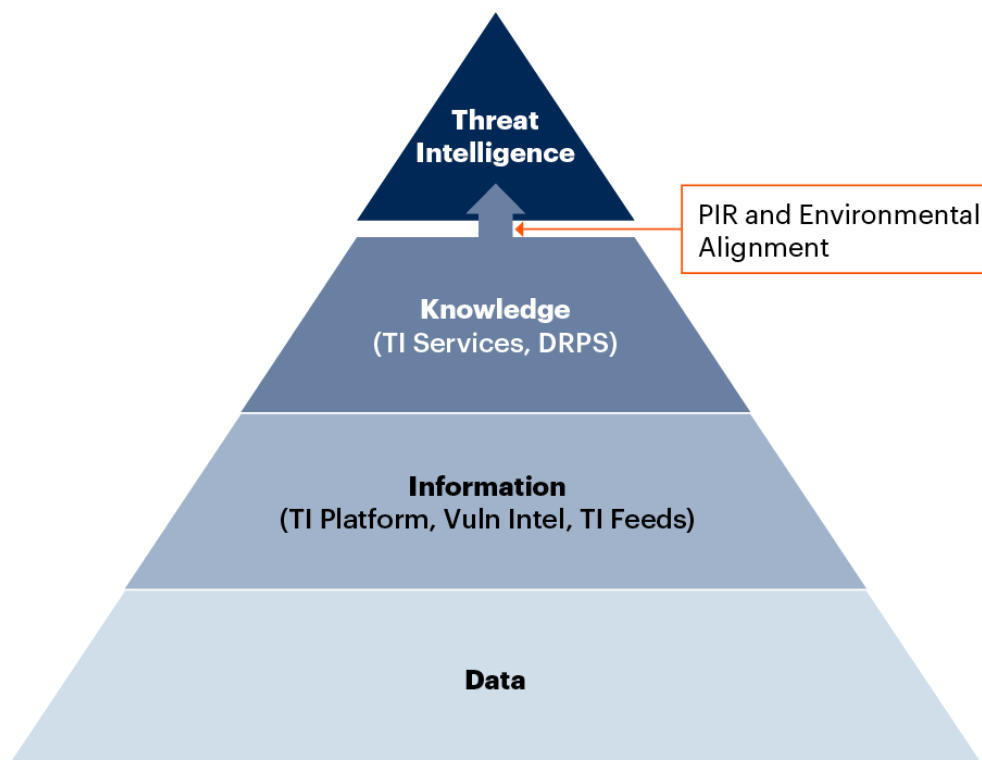 Threat
Intelligence
PIR and Environmental
Alignment
Knowledge
(TI Services, DRPS)
Information
(TI Platform, Vuln Intel, TI Feeds)
Data